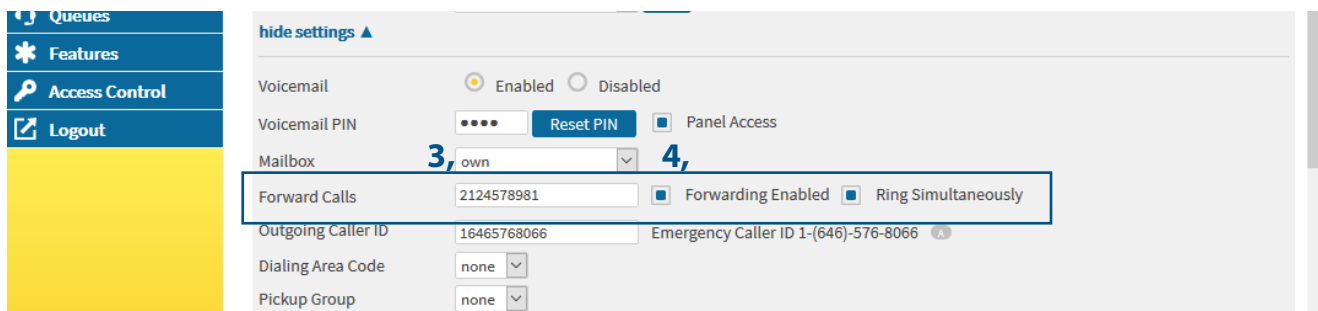 Queues
Features
Access Control
Logout
hide settings ▲
Voicemail Enabled Disabled
Voicemail PIN •••• Reset PIN Panel Access
Mailbox 3, own 4,
Forward Calls 2124578981 Forwarding Enabled Ring Simultaneously
Outgoing Caller ID 16465768066 Emergency Caller ID 1-(646)-576-8066 A
Dialing Area Code none
Pickup Group none